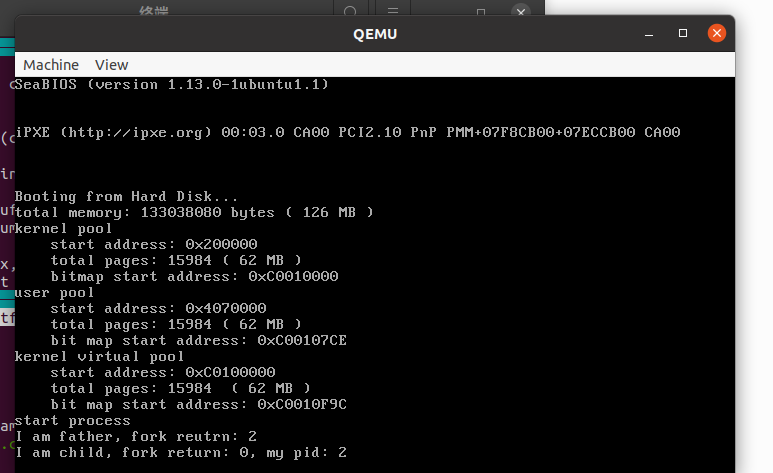 终端
QEMU
Machine View
SeaBIOS (version 1.13.0-1ubuntu1.1)
iPXE (http://ipxe.org) 00:03.0 CA00 PCI2.10 PnP PMM+07F8CB00+07ECCB00 CA00
Booting from Hard Disk...
total memory: 133038080 bytes ( 126 MB )
kernel pool
    start address: 0x200000
    total pages: 15984 ( 62 MB )
    bitmap start address: 0xC0010000
user pool
    start address: 0x4070000
    total pages: 15984 ( 62 MB )
    bit map start address: 0xC00107CE
kernel virtual pool
    start address: 0xC0100000
    total pages: 15984  ( 62 MB )
    bit map start address: 0xC0010F9C
start process
I am father, fork reutrn: 2
I am child, fork return: 0, my pid: 2